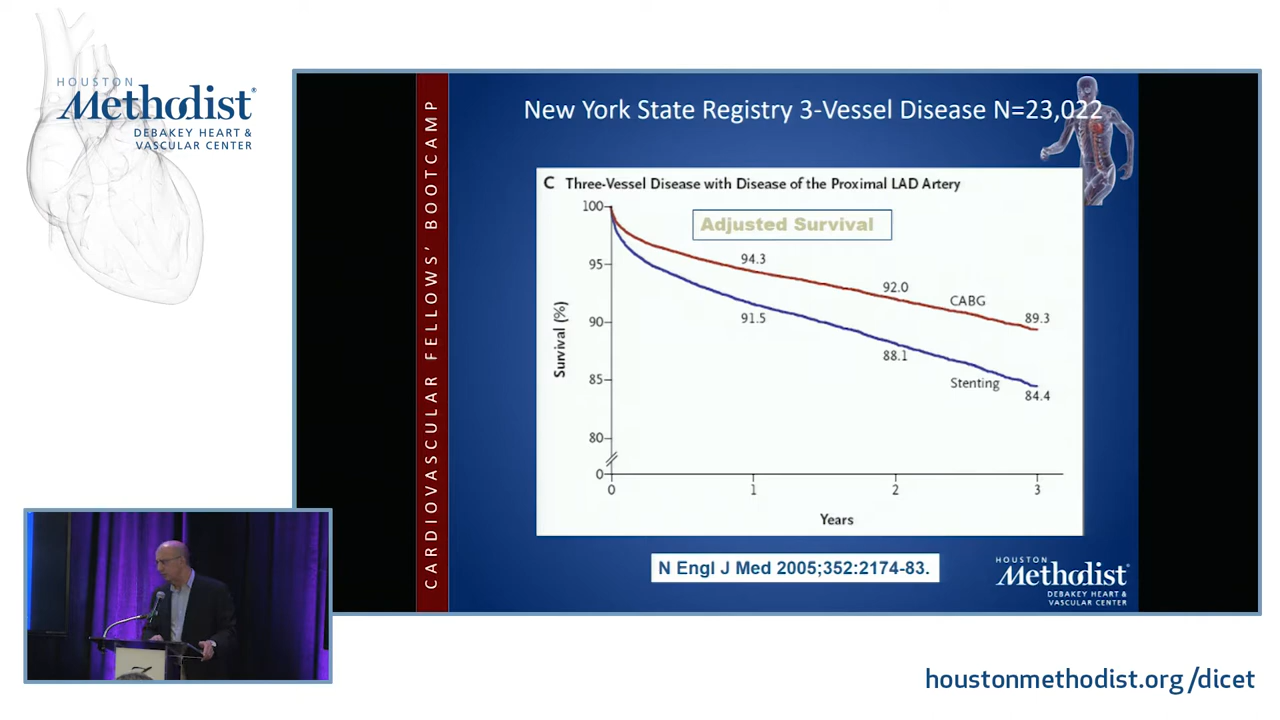 HOUSTON
Methodist®
DEBAKEY HEART &
VASCULAR CENTER
CARDIOVASCULAR FELLOWS' BOOTCAMP
New York State Registry 3-Vessel Disease N=23,022
C Three-Vessel Disease with Disease of the Proximal LAD Artery
Adjusted Survival
Survival (%)
100
95
90
85
80
0
94.3
92.0
CABG
89.3
91.5
88.1
Stenting
84.4
0 1 2 3
Years
N Engl J Med 2005;352:2174-83.
HOUSTON
Methodist®
DEBAKEY HEART &
VASCULAR CENTER
houstonmethodist.org/dicet